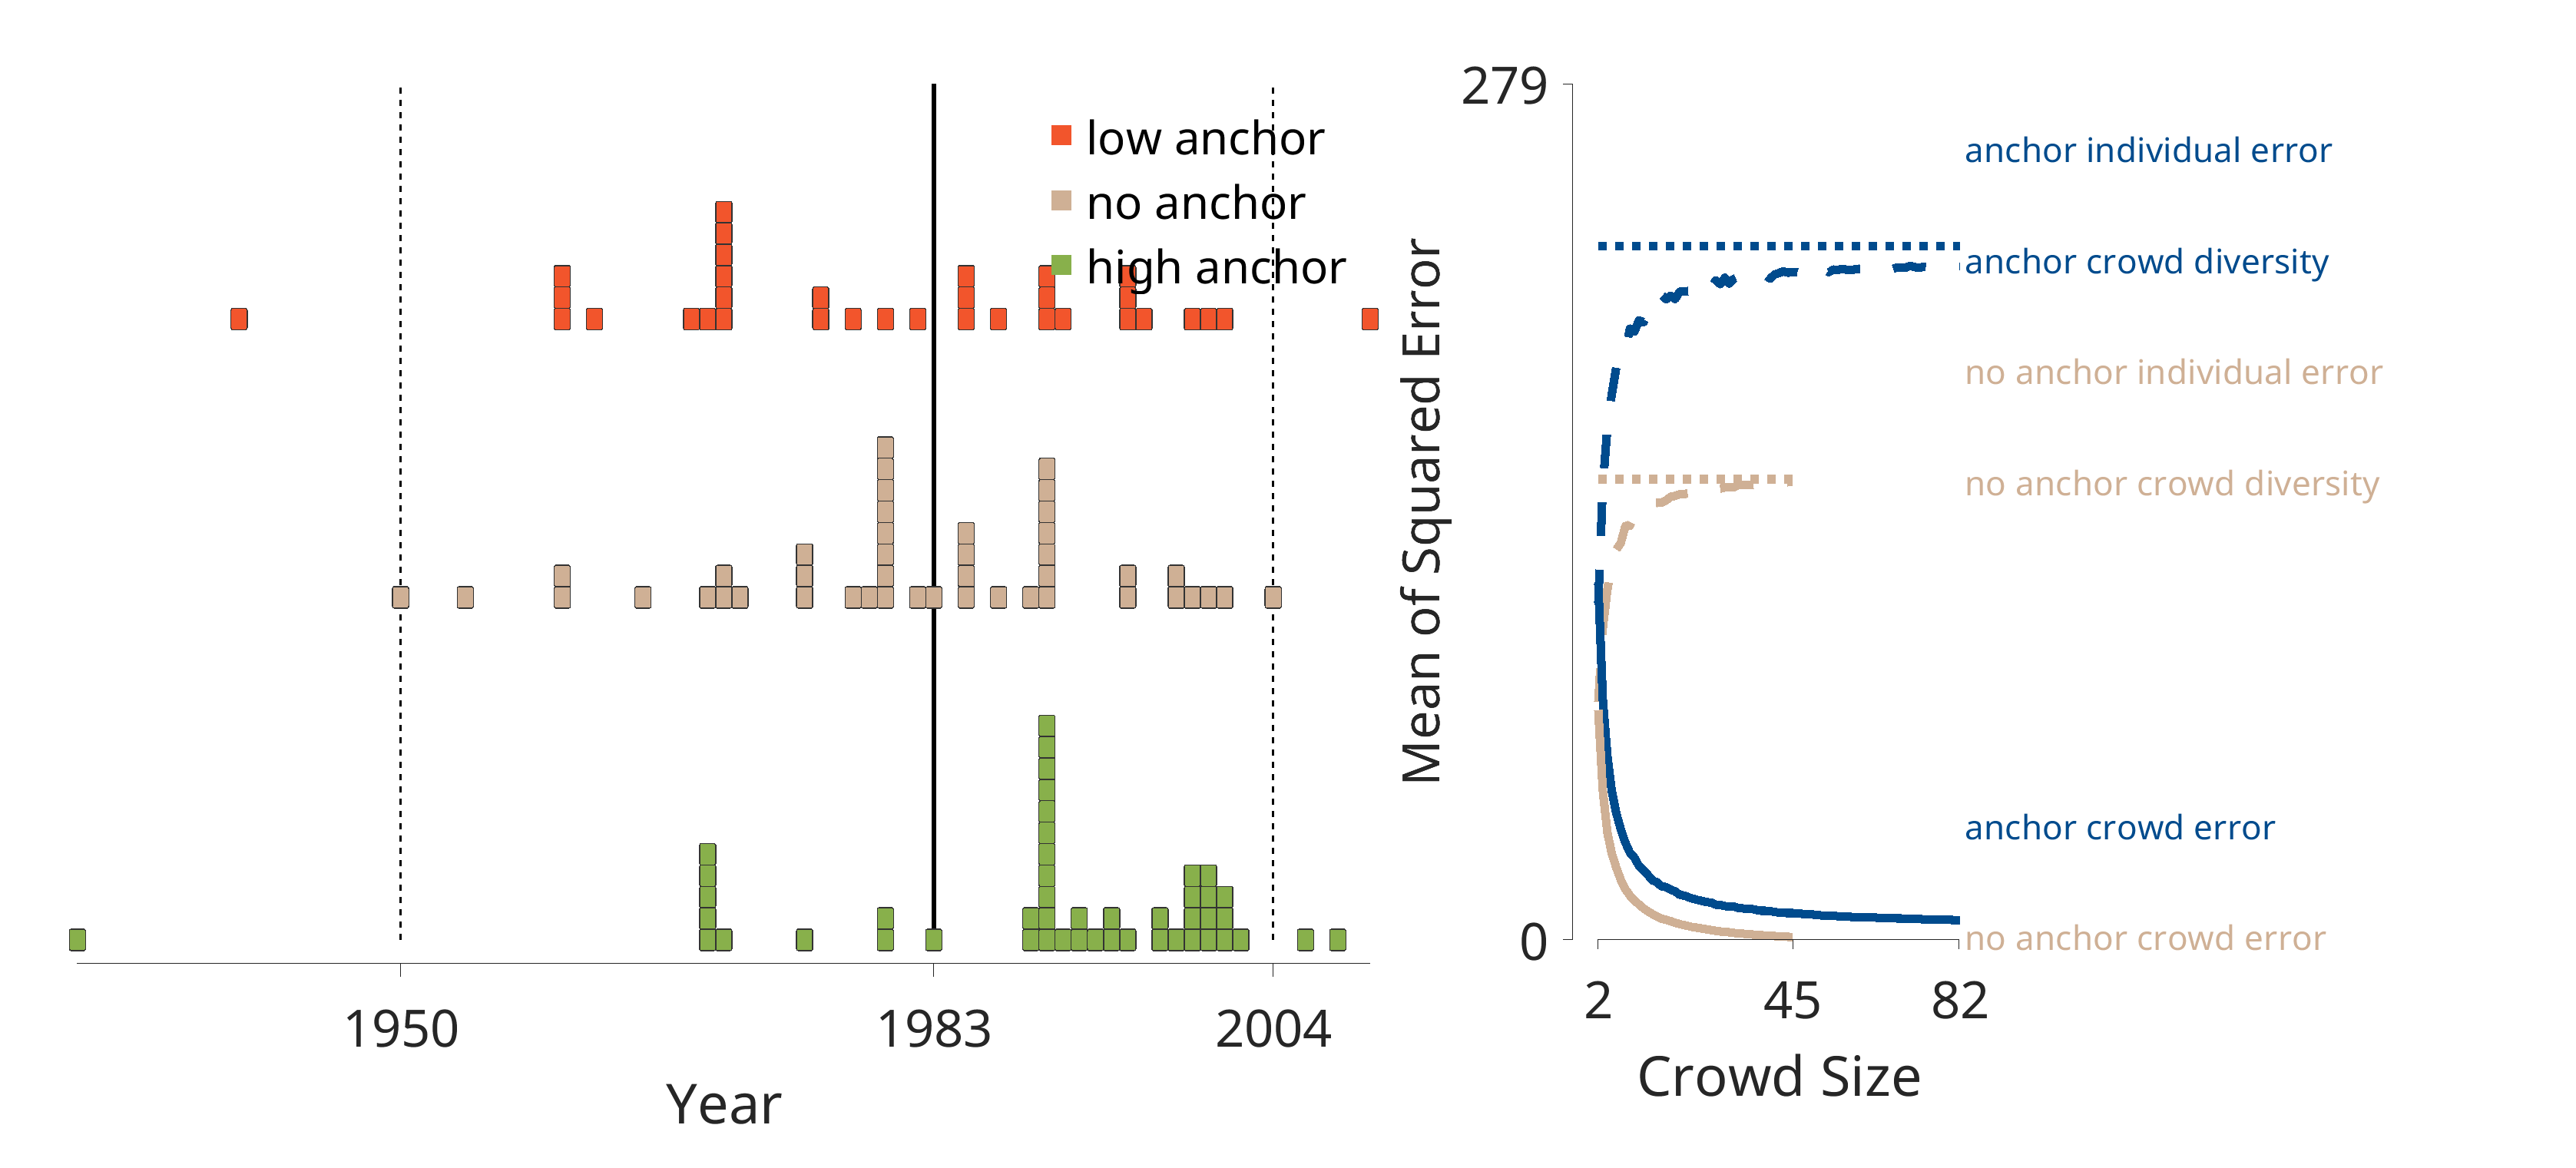 low anchor
no anchor
high anchor
1950
1983
2004
Year
279
0
Mean of Squared Error
anchor individual error
anchor crowd diversity
no anchor individual error
no anchor crowd diversity
anchor crowd error
no anchor crowd error
2
45
82
Crowd Size